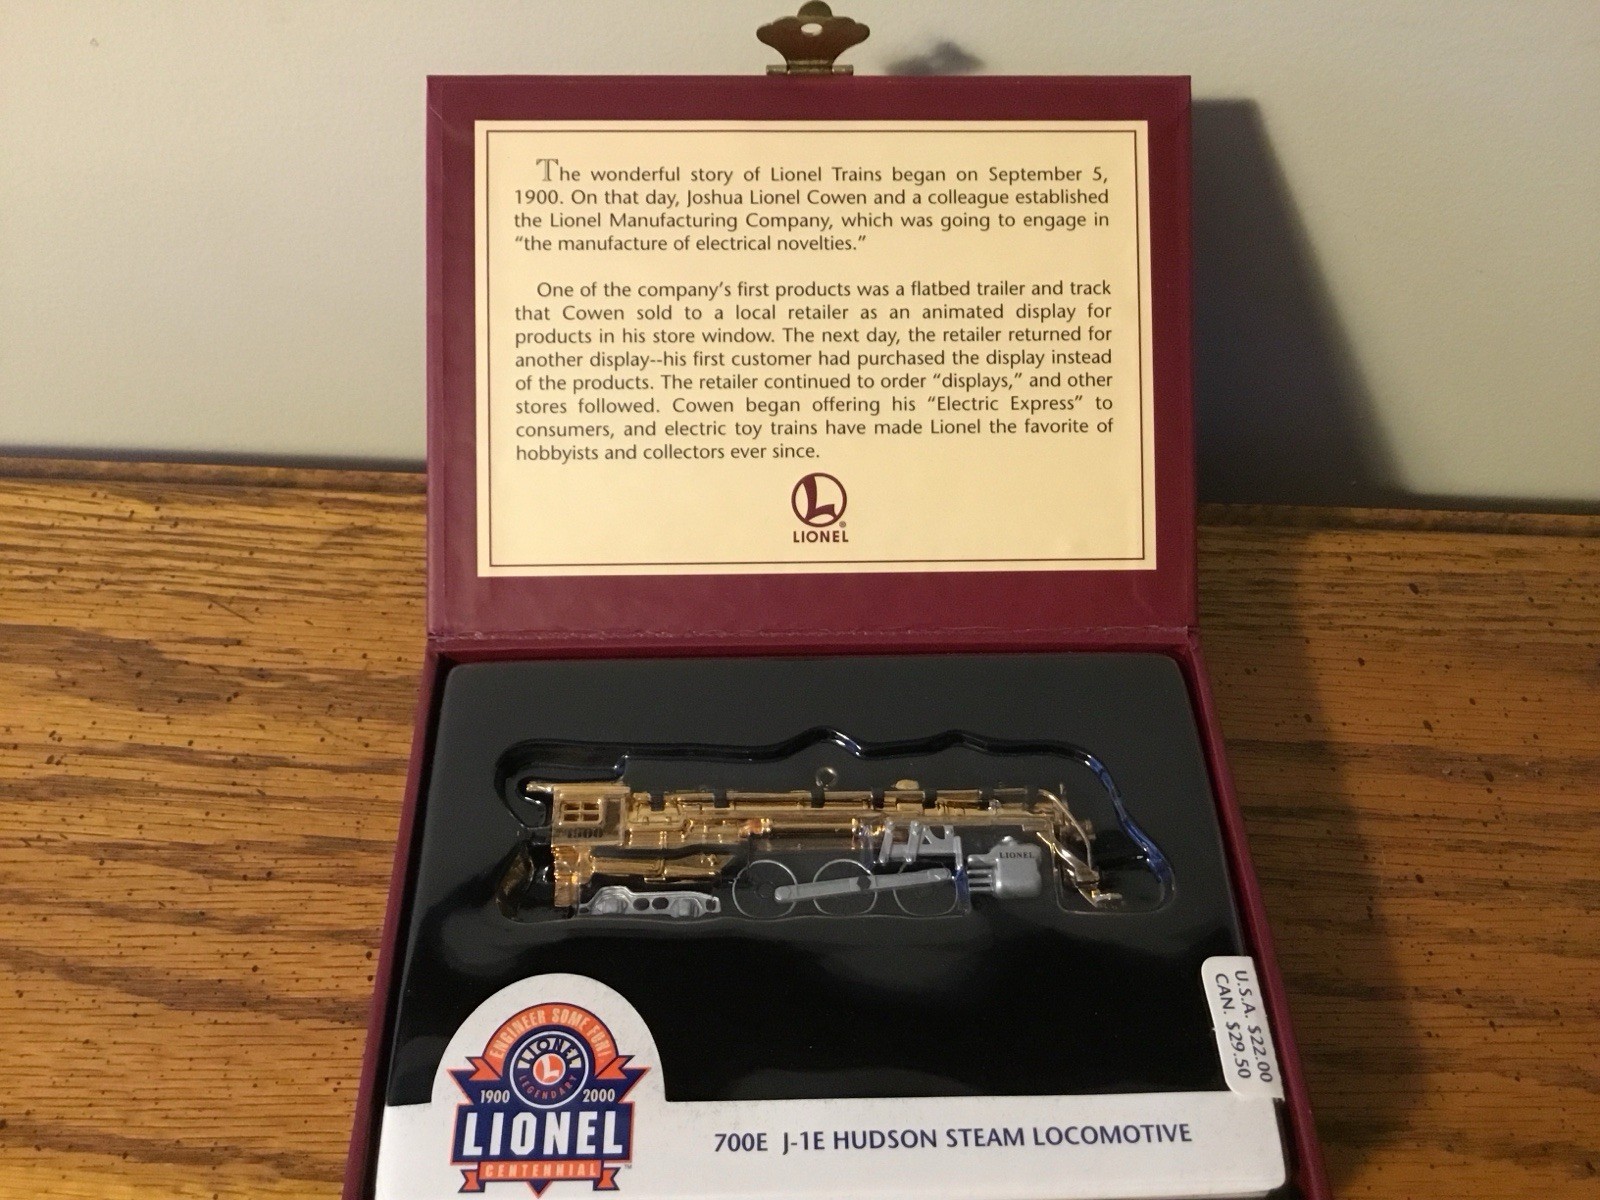 The wonderful story of Lionel Trains began on September 5,
1900. On that day, Joshua Lionel Cowen and a colleague established
the Lionel Manufacturing Company, which was going to engage in
“the manufacture of electrical novelties.”
One of the company’s first products was a flatbed trailer and track
that Cowen sold to a local retailer as an animated display for
products in his store window. The next day, the retailer returned for
another display--his first customer had purchased the display instead
of the products. The retailer continued to order “displays,” and other
stores followed. Cowen began offering his “Electric Express” to
consumers, and electric toy trains have made Lionel the favorite of
hobbyists and collectors ever since.
L
®
LIONEL
1900
LIONEL
U.S.A. $22.00
CAN. $29.50
ENGINEER SOME FUN!
LIONEL
L
LEGENDARY
1900 2000
LIONEL
CENTENNIAL
TM
700E J-1E HUDSON STEAM LOCOMOTIVE